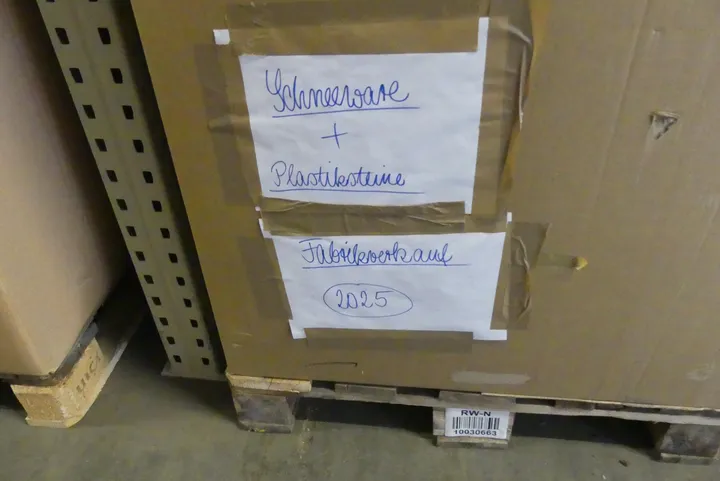 Schneeware
+
Plastiksteine
Fabrikverkauf
2025
RW-N
10030663